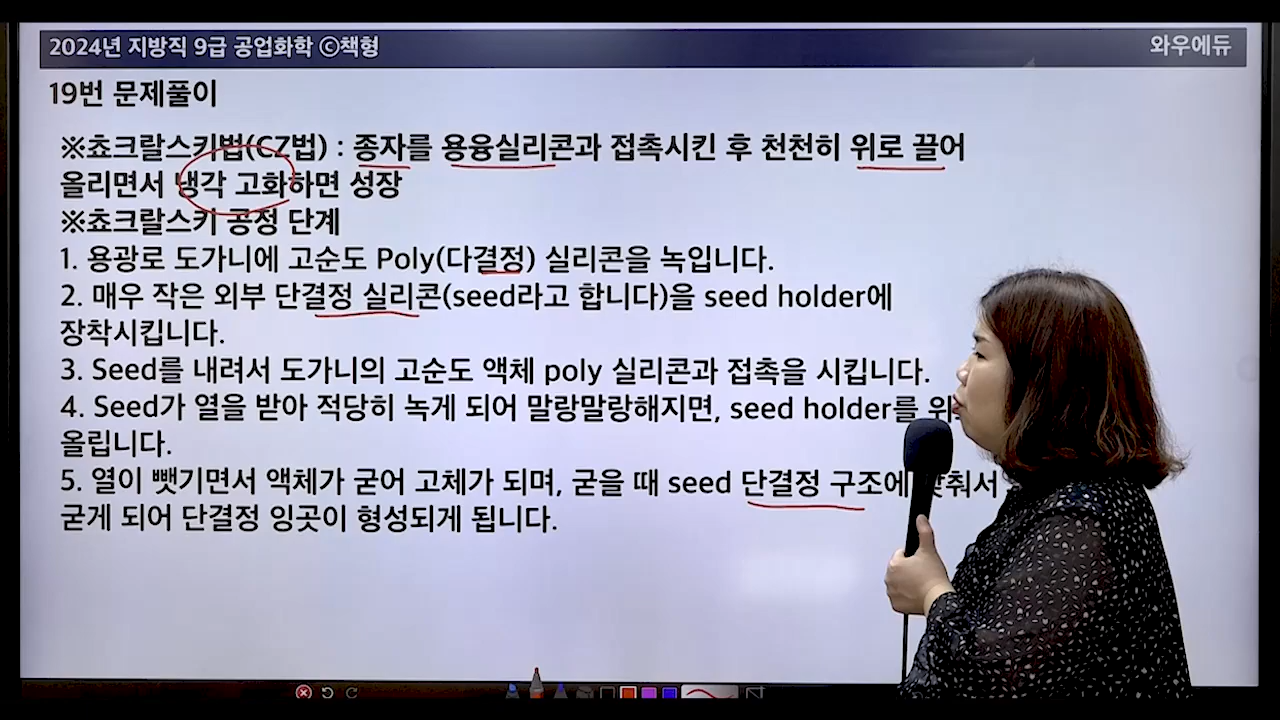 2024년 지방직 9급 공업화학 ⓒ책형
와우에듀
19번 문제풀이
※쵸크랄스키법(CZ법) : 종자를 용융실리콘과 접촉시킨 후 천천히 위로 끌어
올리면서 냉각 고화하면 성장
※쵸크랄스키 공정 단계
1. 용광로 도가니에 고순도 Poly(다결정) 실리콘을 녹입니다.
2. 매우 작은 외부 단결정 실리콘(seed라고 합니다)을 seed holder에
장착시킵니다.
3. Seed를 내려서 도가니의 고순도 액체 poly 실리콘과 접촉을 시킵니다.
4. Seed가 열을 받아 적당히 녹게 되어 말랑말랑해지면, seed holder를
올립니다.
5. 열이 뺏기면서 액체가 굳어 고체가 되며, 굳을 때 seed 단결정 구조에
굳게 되어 단결정 잉곳이 형성되게 됩니다.